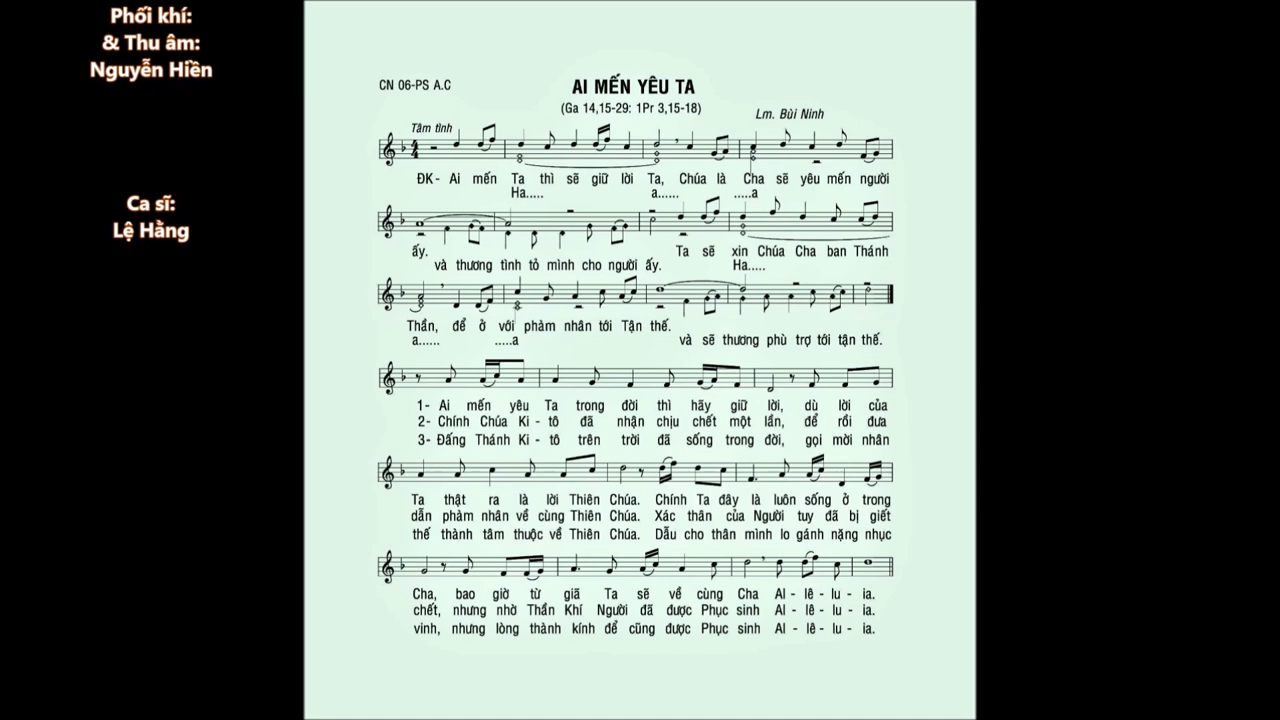 Phối khí:
& Thu âm:
Nguyễn Hiền
Ca sĩ:
Lệ Hằng
CN 06-PS A.C
AI MẾN YÊU TA
(Ga 14,15-29: 1Pr 3,15-18)
Lm. Bùi Ninh
Tâm tình
ĐK- Ai mến Ta thì sẽ giữ lời Ta, Chúa là Cha sẽ yêu mến người
Ha..... a...... .....a
ấy. Ta sẽ xin Chúa Cha ban Thánh
và thương tình tỏ mình cho người ấy. Ha.....
Thần, để ở với phàm nhân tới Tận thế.
a...... .....a và sẽ thương phù trợ tới tận thế.
1- Ai mến yêu Ta trong đời thì hãy giữ lời, dù lời của
2- Chính Chúa Ki - tô đã nhận chịu chết một lần, để rồi đưa
3- Đấng Thánh Ki - tô trên trời đã sống trong đời, gọi mời nhân
Ta thật ra là lời Thiên Chúa. Chính Ta đây là luôn sống ở trong
dẫn phàm nhân về cùng Thiên Chúa. Xác thân của Người tuy đã bị giết
thế thành tâm thuộc về Thiên Chúa. Dẫu cho thân mình lo gánh nặng nhục
Cha, bao giờ từ giã Ta sẽ về cùng Cha Al - lê - lu - ia.
chết, nhưng nhờ Thần Khí Người đã được Phục sinh Al - lê - lu - ia.
vinh, nhưng lòng thành kính để cũng được Phục sinh Al - lê - lu - ia.